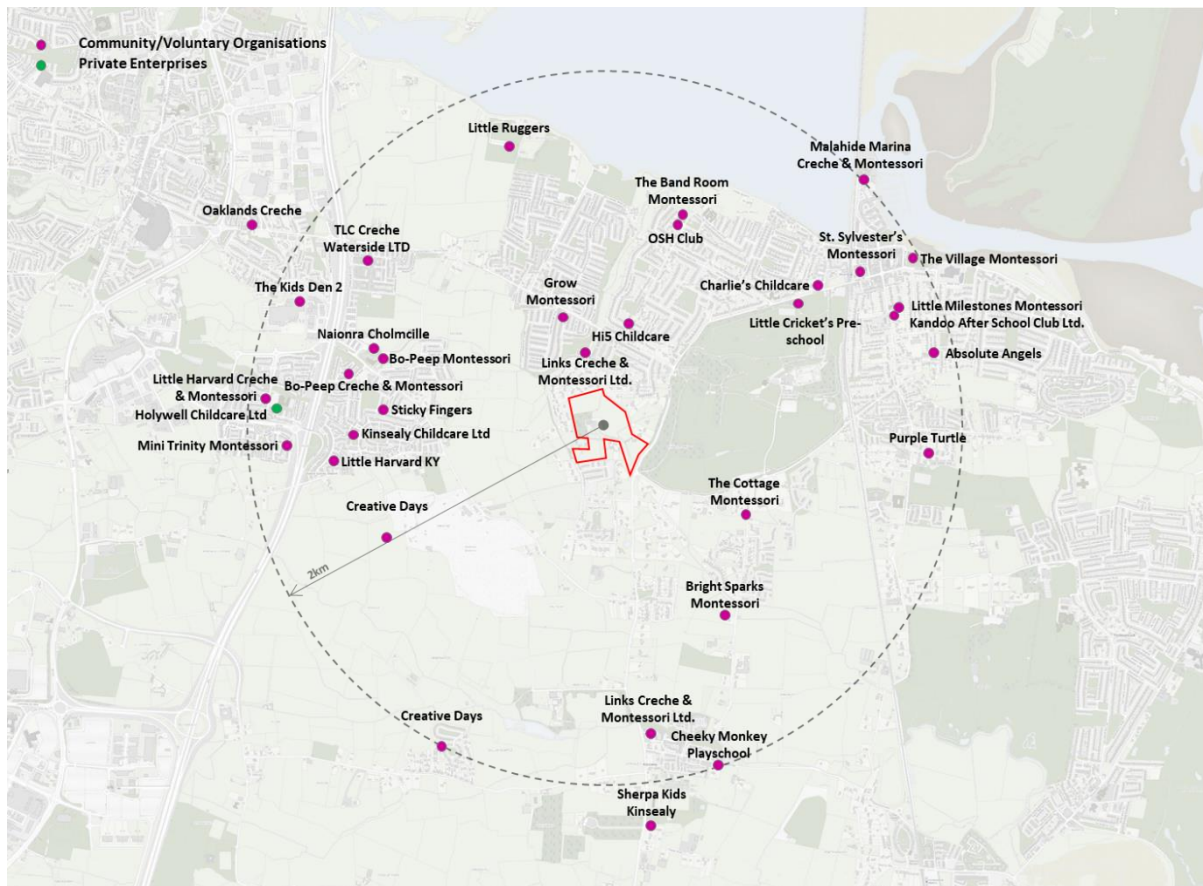 Community/Voluntary Organisations
Private Enterprises
Little Ruggers
Malahide Marina
Creche & Montessori
The Band Room
Montessori
Oaklands Creche
TLC Creche
Waterside LTD
OSH Club
St. Sylvester's
Montessori
The Village Montessori
The Kids Den 2
Grow
Montessori
Charlie's Childcare
Little Cricket's Pre-
school
Little Milestones Montessori
Kandoo After School Club Ltd.
Naionra Cholmcille
Bo-Peep Montessori
Hi5 Childcare
Links Creche &
Montessori Ltd.
Absolute Angels
Little Harvard Creche
& Montessori
Bo-Peep Creche & Montessori
Holywell Childcare Ltd
Sticky Fingers
Mini Trinity Montessori
Kinsealy Childcare Ltd
Little Harvard KY
Purple Turtle
The Cottage
Montessori
Creative Days
2km
Bright Sparks
Montessori
Links Creche &
Montessori Ltd.
Creative Days
Cheeky Monkey
Playschool
Sherpa Kids
Kinsealy